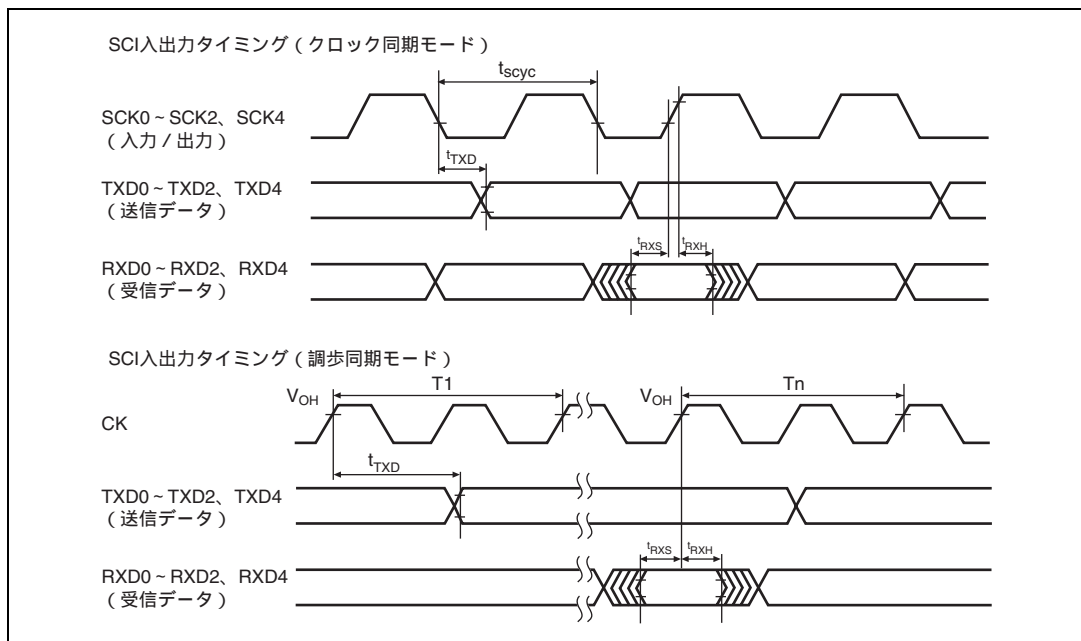 SCI入出力タイミング（クロック同期モード）
tscyc
SCK0～SCK2、SCK4
（入力／出力）
tTXD
TXD0～TXD2、TXD4
（送信データ）
tRXS
tRXH
RXD0～RXD2、RXD4
（受信データ）
SCI入出力タイミング（調歩同期モード）
VOH
T1
VOH
Tn
CK
tTXD
TXD0～TXD2、TXD4
（送信データ）
tRXS
tRXH
RXD0～RXD2、RXD4
（受信データ）